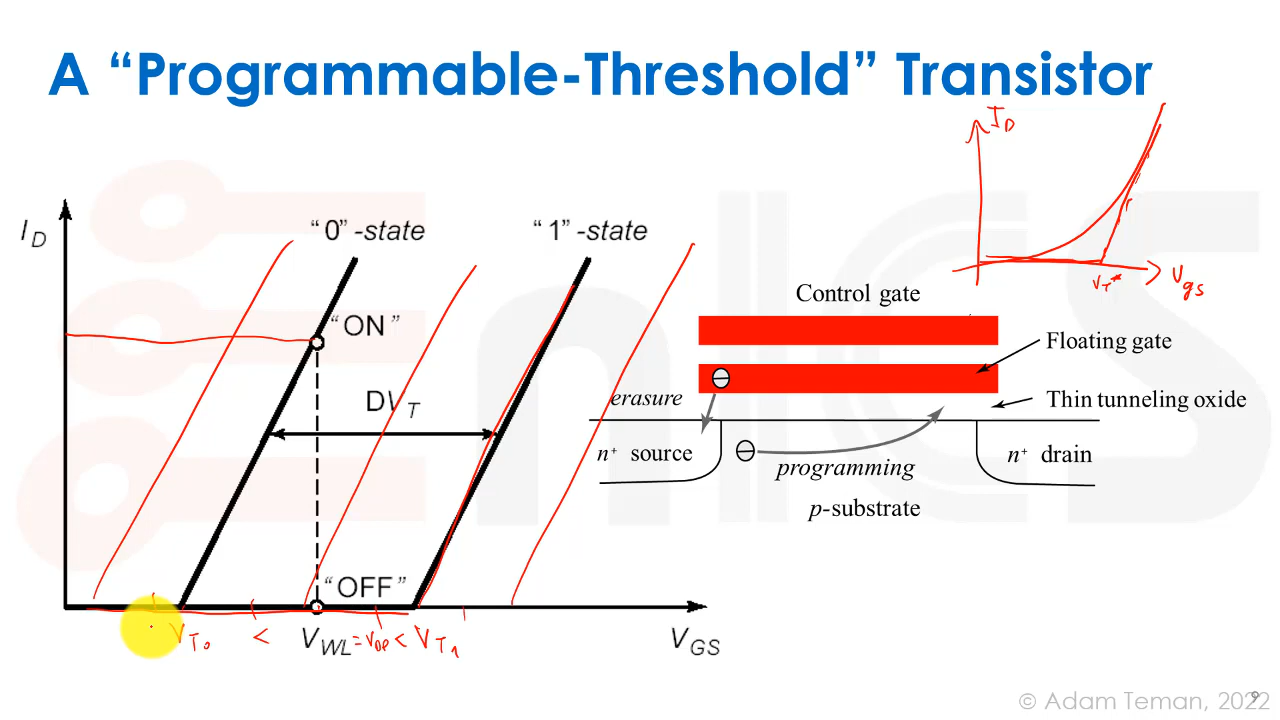 A “Programmable-Threshold” Transistor
I_D
V_T*
V_gs
I_D
“0”-state
“1”-state
“ON”
DV_T
“OFF”
V_T0 < V_WL = V_DD < V_T1
V_GS
Control gate
Floating gate
erasure
Thin tunneling oxide
n+ source
programming
n+ drain
p-substrate
© Adam Teman, 2022
9